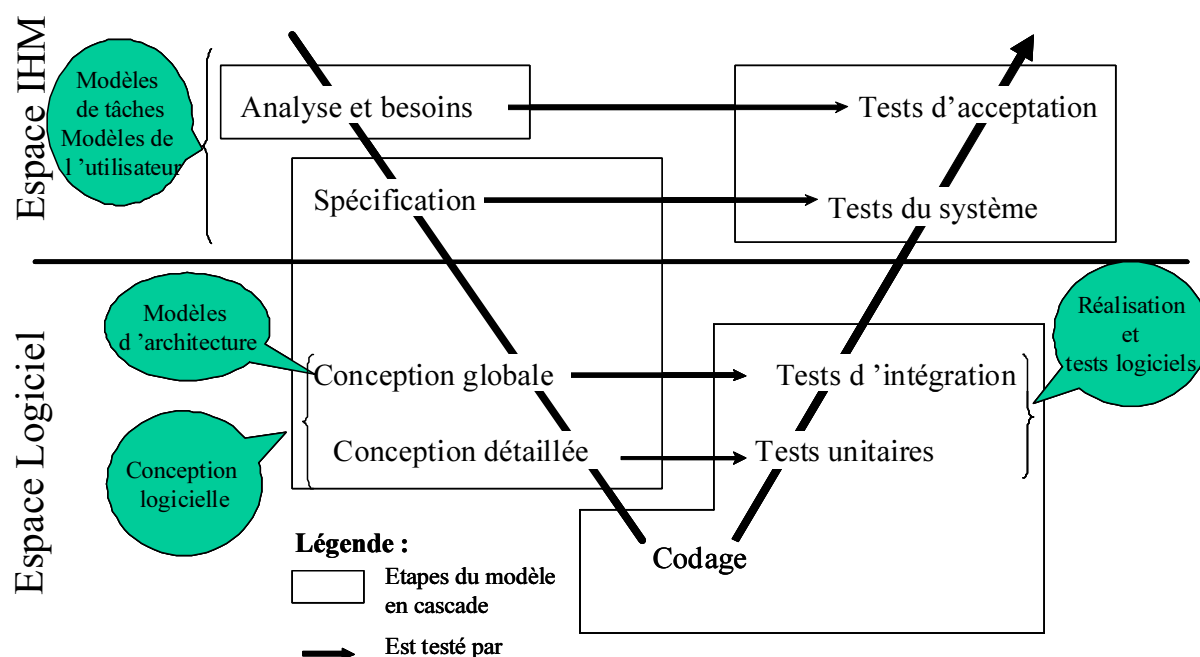 Espace IHM
Modèles
de tâches
Modèles de
l ’utilisateur
Analyse et besoins
Tests d’acceptation
Spécification
Tests du système
Espace Logiciel
Modèles
d ’architecture
Réalisation
et
tests logiciels
Conception globale
Tests d ’intégration
Conception détaillée
Tests unitaires
Conception
logicielle
Codage
Légende :
Etapes du modèle
en cascade
Est testé par